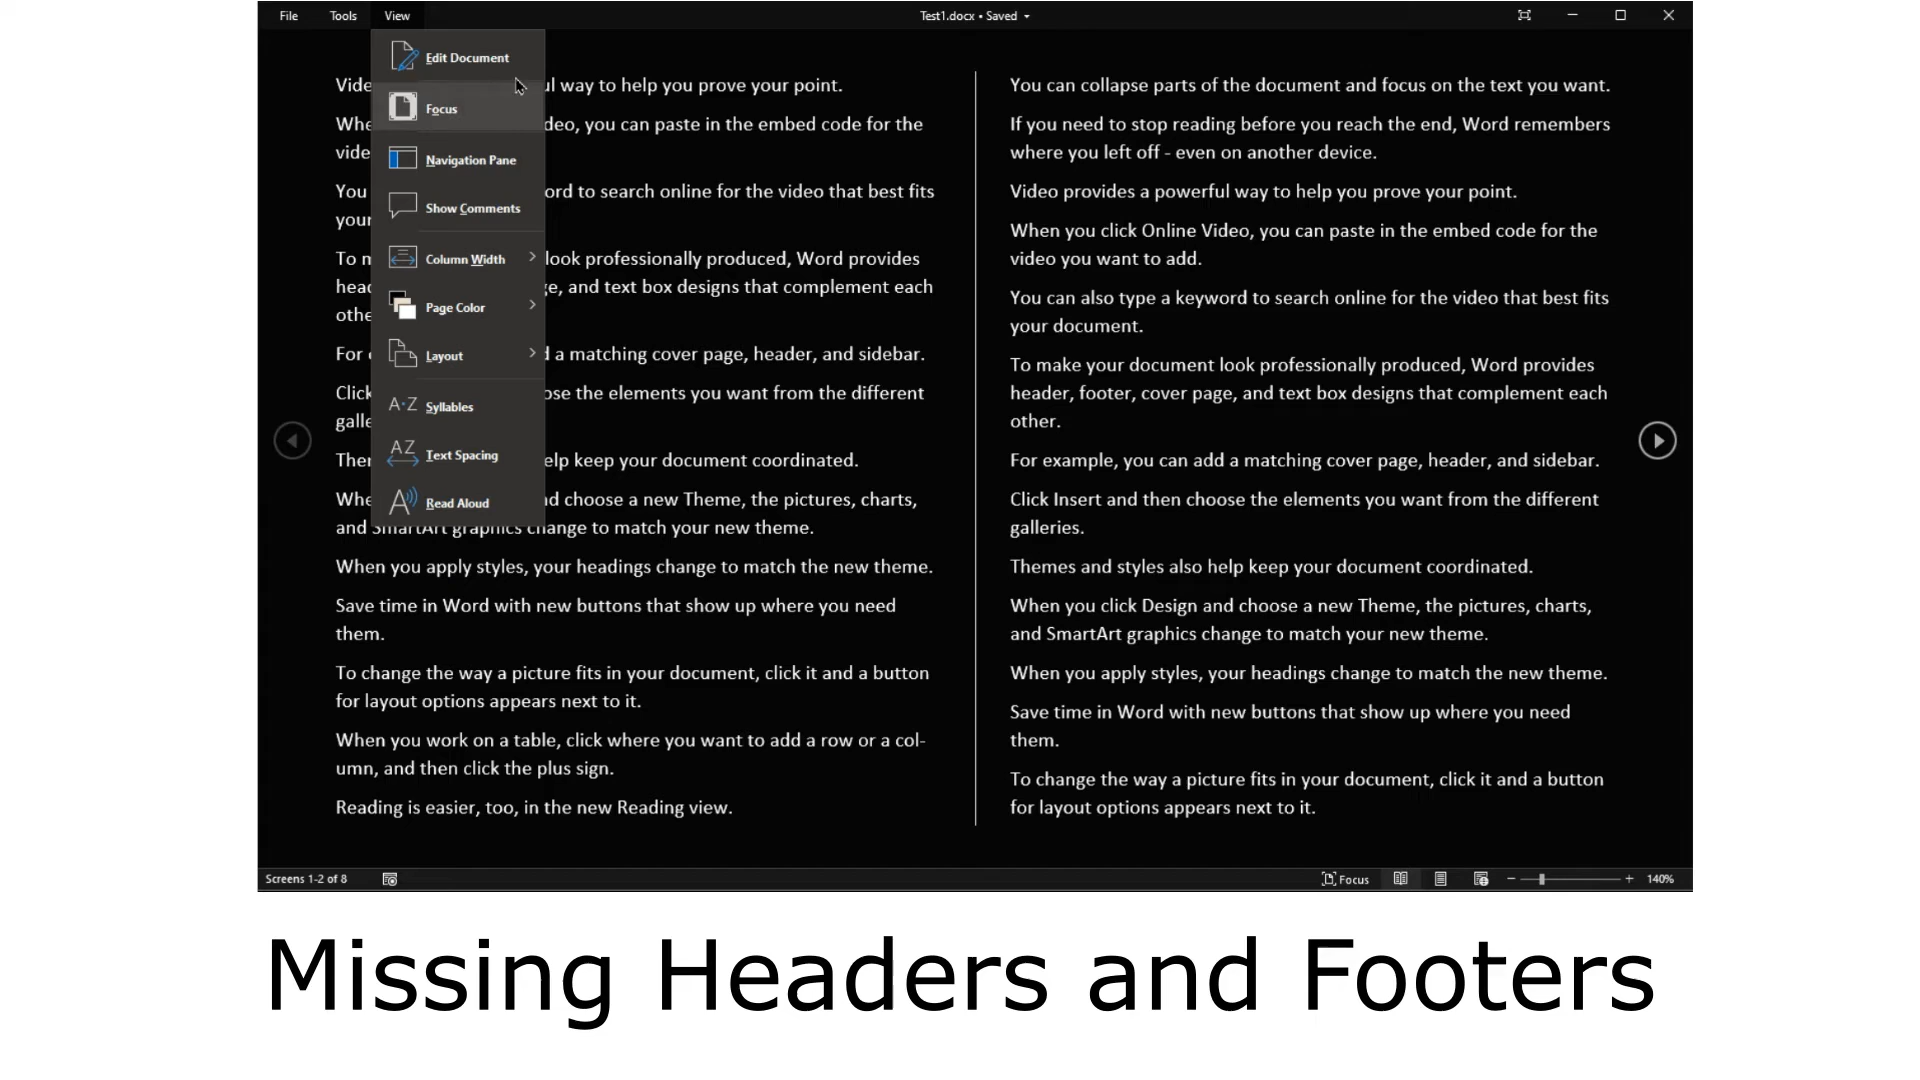 File Tools View
Test1.docx • Saved
Edit Document
Focus
Navigation Pane
Show Comments
Column Width
Page Color
Layout
A·Z Syllables
AZ Text Spacing
A Read Aloud
Vide
ul way to help you prove your point.
Whe
deo, you can paste in the embed code for the
vide
You
ord to search online for the video that best fits
your
To m
look professionally produced, Word provides
head
ge, and text box designs that complement each
othe
For
d a matching cover page, header, and sidebar.
Click
ose the elements you want from the different
galle
Then
elp keep your document coordinated.
Whe
nd choose a new Theme, the pictures, charts,
and SmartArt graphics change to match your new theme.
When you apply styles, your headings change to match the new theme.
Save time in Word with new buttons that show up where you need
them.
To change the way a picture fits in your document, click it and a button
for layout options appears next to it.
When you work on a table, click where you want to add a row or a col-
umn, and then click the plus sign.
Reading is easier, too, in the new Reading view.
You can collapse parts of the document and focus on the text you want.
If you need to stop reading before you reach the end, Word remembers
where you left off - even on another device.
Video provides a powerful way to help you prove your point.
When you click Online Video, you can paste in the embed code for the
video you want to add.
You can also type a keyword to search online for the video that best fits
your document.
To make your document look professionally produced, Word provides
header, footer, cover page, and text box designs that complement each
other.
For example, you can add a matching cover page, header, and sidebar.
Click Insert and then choose the elements you want from the different
galleries.
Themes and styles also help keep your document coordinated.
When you click Design and choose a new Theme, the pictures, charts,
and SmartArt graphics change to match your new theme.
When you apply styles, your headings change to match the new theme.
Save time in Word with new buttons that show up where you need
them.
To change the way a picture fits in your document, click it and a button
for layout options appears next to it.
Screens 1-2 of 8
Focus
140%
Missing Headers and Footers